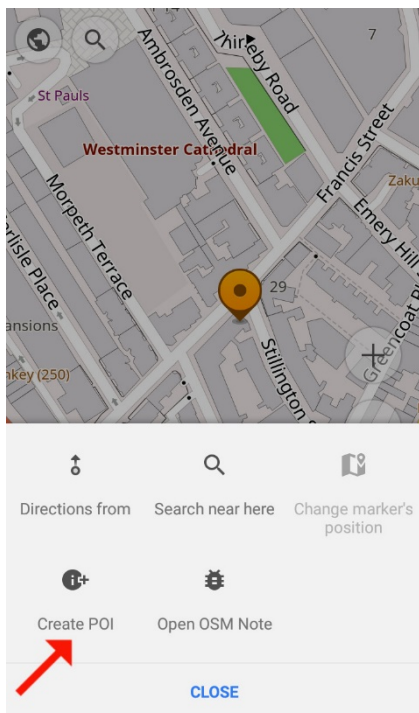 7
Thirleby Road
Ambrosden Avenue
St Pauls
Westminster Cathedral
Francis Street
Zaku
Morpeth Terrace
Emery Hill
arlisle Place
29
ansions
Greencoat Pl
Stillington S
nkey (250)
Directions from
Search near here
Change marker's
position
Create POI
Open OSM Note
CLOSE